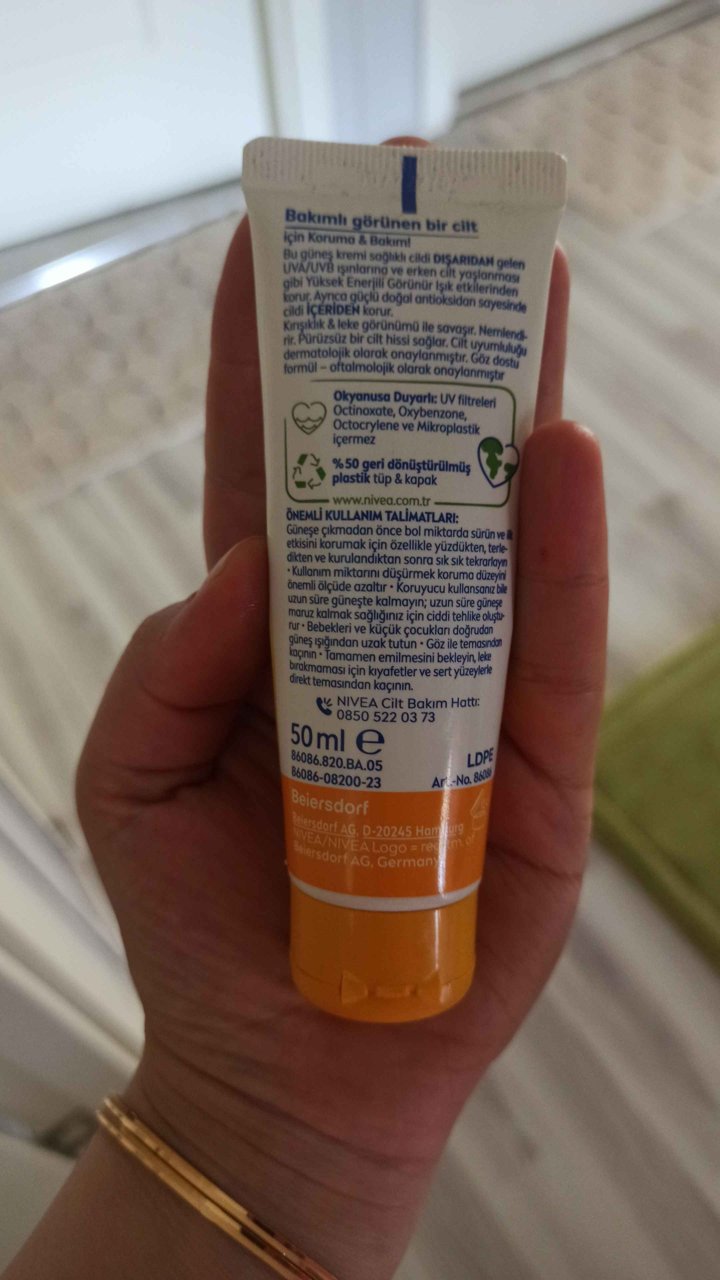 Bakımlı görünen bir cilt
için Koruma & Bakım!
Bu güneş kremi sağlıklı cildi DIŞARIDAN gelen
UVA/UVB ışınlarına ve erken cilt yaşlanması
gibi Yüksek Enerjili Görünür Işık etkilerinden
korur. Ayrıca güçlü doğal antioksidan sayesinde
cildi İÇERİDEN korur.
Kırışıklık & leke görünümü ile savaşır. Nemlendi-
rir. Pürüzsüz bir cilt hissi sağlar. Cilt uyumluluğu
dermatolojik olarak onaylanmıştır. Göz dostu
formül – oftalmolojik olarak onaylanmıştır
Okyanusa Duyarlı: UV filtreleri
Octinoxate, Oxybenzone,
Octocrylene ve Mikroplastik
içermez
%50 geri dönüştürülmüş
plastik tüp & kapak
www.nivea.com.tr
ÖNEMLİ KULLANIM TALİMATLARI:
Güneşe çıkmadan önce bol miktarda sürün ve ilk
etkisini korumak için özellikle yüzdükten, terle-
dikten ve kurulandıktan sonra sık sık tekrarlayın
• Kullanım miktarını düşürmek koruma düzeyini
önemli ölçüde azaltır • Koruyucu kullansanız bile
uzun süre güneşte kalmayın; uzun süre güneşe
maruz kalmak sağlığınız için ciddi tehlike oluştu-
rur • Bebekleri ve küçük çocukları doğrudan
güneş ışığından uzak tutun • Göz ile temasından
kaçının • Tamamen emilmesini bekleyin, leke
bırakmaması için kıyafetler ve sert yüzeylerle
direkt temasından kaçının.
NIVEA Cilt Bakım Hattı:
0850 522 03 73
50 ml e
86086.820.BA.05
LDPE
86086-08200-23
Art.-No. 86086
Beiersdorf
Beiersdorf AG, D-20245 Hamburg
NIVEA/NIVEA Logo = reg. tm. of
Beiersdorf AG, Germany